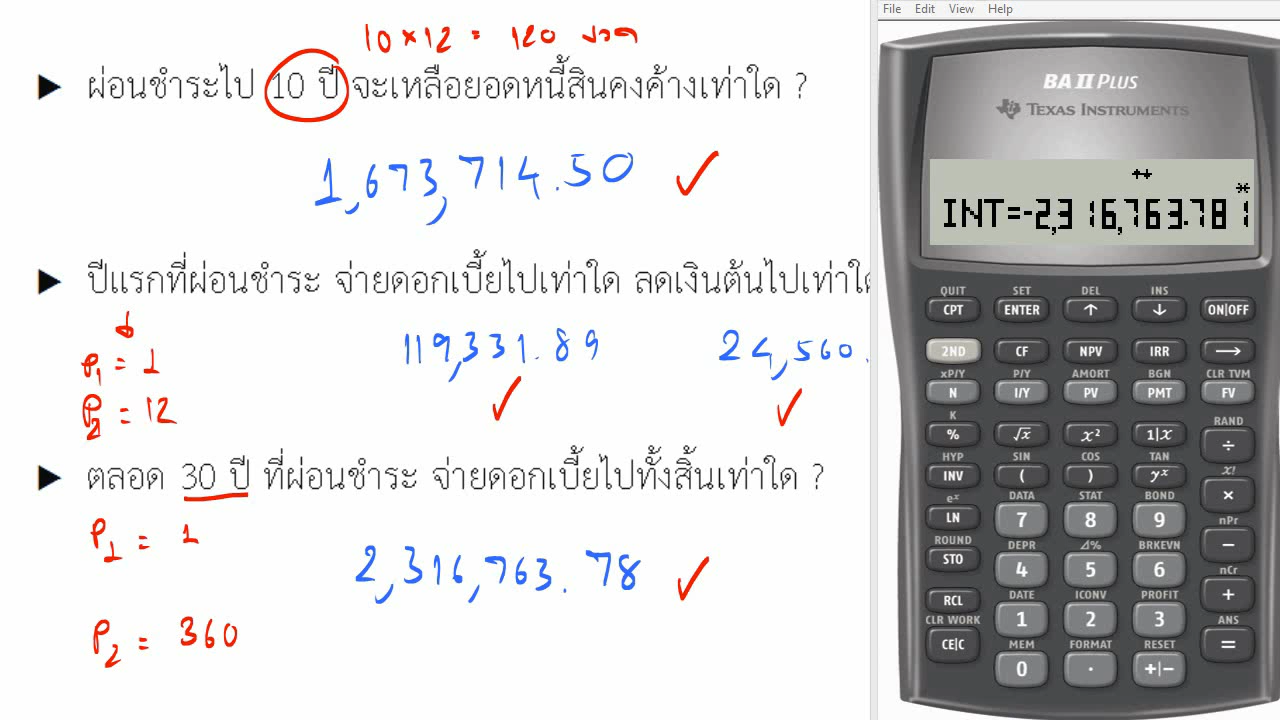 10 × 12 = 120 งวด
▶ ผ่อนชำระไป 10 ปี จะเหลือยอดหนี้สินคงค้างเท่าใด ?
1,673,714.50 ✓
▶ ปีแรกที่ผ่อนชำระ จ่ายดอกเบี้ยไปเท่าใด ลดเงินต้นไปเท่าใด
119,331.89 24,560.
P1 = 1
P2 = 12 ✓ ✓
▶ ตลอด 30 ปี ที่ผ่อนชำระ จ่ายดอกเบี้ยไปทั้งสิ้นเท่าใด ?
P1 = 1
2,316,763.78 ✓
P2 = 360
File Edit View Help
BA II PLUS
TEXAS INSTRUMENTS
INT=-2,316,763.781
QUIT SET DEL INS
CPT ENTER ↑ ↓ ON|OFF
2ND CF NPV IRR →
xP/Y P/Y AMORT BGN CLR TVM
N I/Y PV PMT FV
K RAND
% √x x² 1|x ÷
HYP SIN COS TAN x!
INV ( ) yˣ ×
eˣ DATA STAT BOND nPr
LN 7 8 9 −
ROUND DEPR Δ% BRKEVN nCr
STO 4 5 6 +
DATE ICONV PROFIT
RCL 1 2 3
CLR WORK MEM FORMAT RESET ANS
CE|C 0 . +|− =